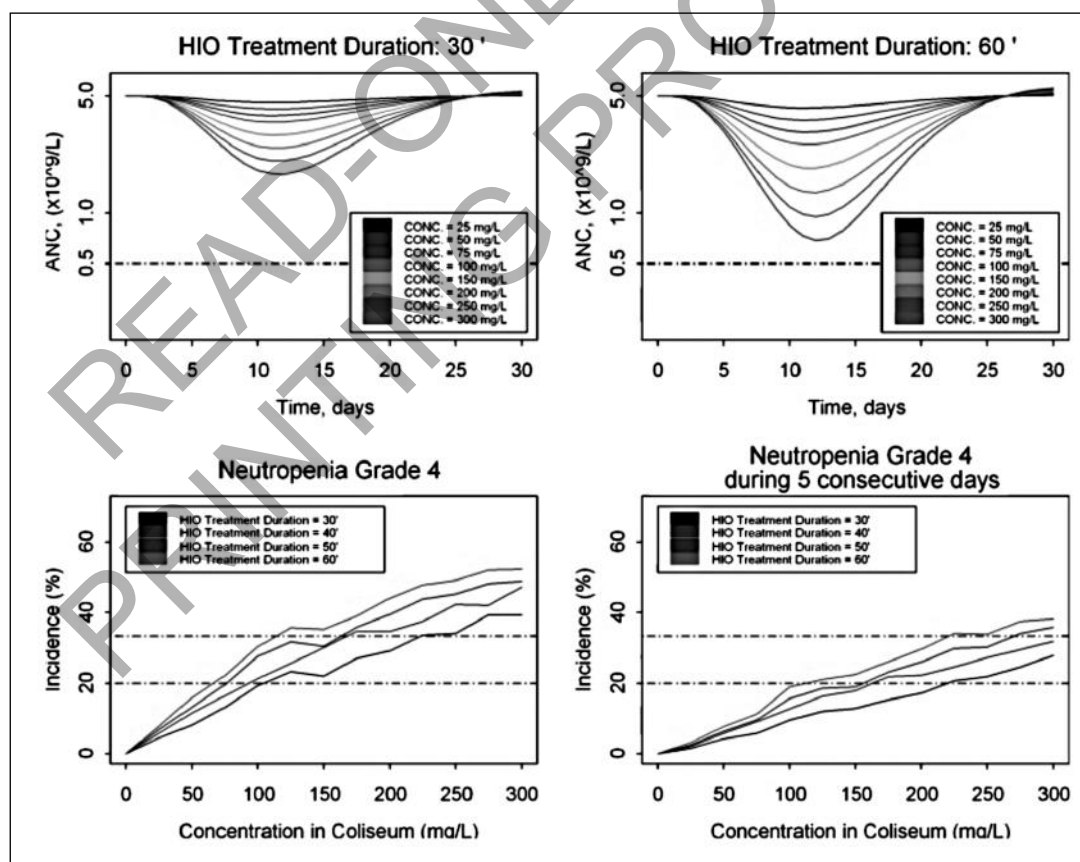 READ-ONLY
PRINTING PRO
HIO Treatment Duration: 30 '
ANC, (x10^9/L)
5.0
1.0
0.5
CONC. = 25 mg/L
CONC. = 50 mg/L
CONC. = 75 mg/L
CONC. = 100 mg/L
CONC. = 150 mg/L
CONC. = 200 mg/L
CONC. = 250 mg/L
CONC. = 300 mg/L
0 5 10 15 20 25 30
Time, days
HIO Treatment Duration: 60 '
ANC, (x10^9/L)
5.0
1.0
0.5
CONC. = 25 mg/L
CONC. = 50 mg/L
CONC. = 75 mg/L
CONC. = 100 mg/L
CONC. = 150 mg/L
CONC. = 200 mg/L
CONC. = 250 mg/L
CONC. = 300 mg/L
0 5 10 15 20 25 30
Time, days
Neutropenia Grade 4
Incidence (%)
60
40
20
0
HIO Treatment Duration = 30'
HIO Treatment Duration = 40'
HIO Treatment Duration = 50'
HIO Treatment Duration = 60'
0 50 100 150 200 250 300
Concentration in Coliseum (mg/L)
Neutropenia Grade 4
during 5 consecutive days
Incidence (%)
60
40
20
0
HIO Treatment Duration = 30'
HIO Treatment Duration = 40'
HIO Treatment Duration = 50'
HIO Treatment Duration = 60'
0 50 100 150 200 250 300
Concentration in Coliseum (mg/L)